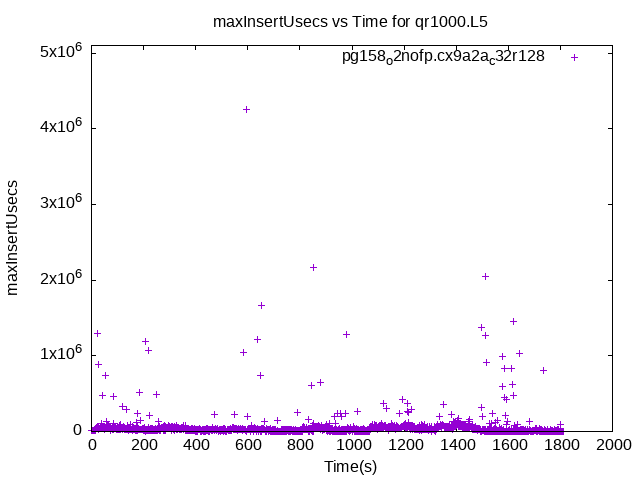 maxInsertUsecs vs Time for qr1000.L5
pg158o2nofp.cx9a2ac32r128
5x10^6
4x10^6
3x10^6
2x10^6
1x10^6
0
maxInsertUsecs
0 200 400 600 800 1000 1200 1400 1600 1800 2000
Time(s)